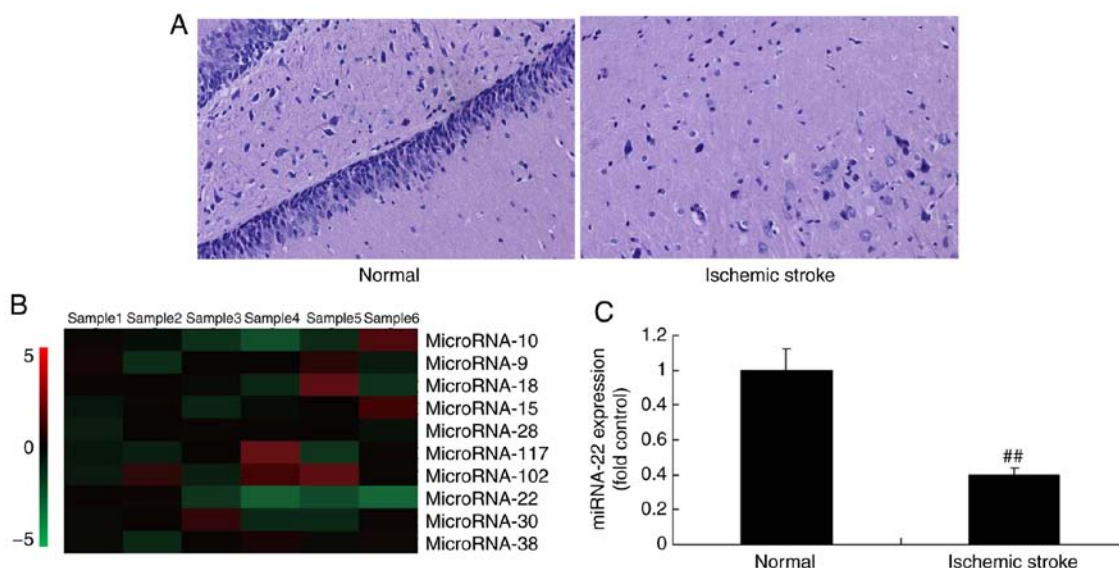 A
Normal
Ischemic stroke
B
Sample1 Sample2 Sample3 Sample4 Sample5 Sample6
5
0
−5
MicroRNA-10
MicroRNA-9
MicroRNA-18
MicroRNA-15
MicroRNA-28
MicroRNA-117
MicroRNA-102
MicroRNA-22
MicroRNA-30
MicroRNA-38
C
miRNA-22 expression
(fold control)
1.2
1
0.4
0.6
0.4
0.2
0
##
Normal
Ischemic stroke